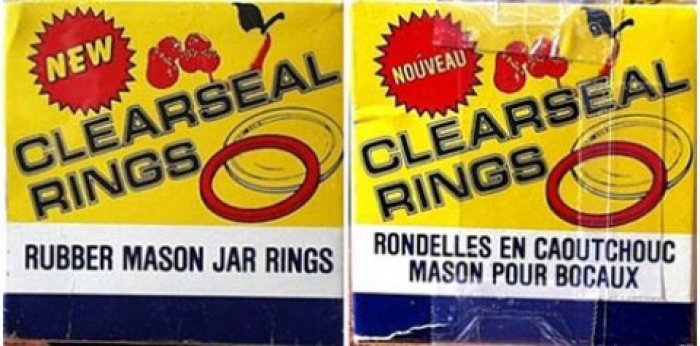 NEW
CLEARSEAL
RINGS
RUBBER MASON JAR RINGS
NOUVEAU
CLEARSEAL
RINGS
RONDELLES EN CAOUTCHOUC
MASON POUR BOCAUX